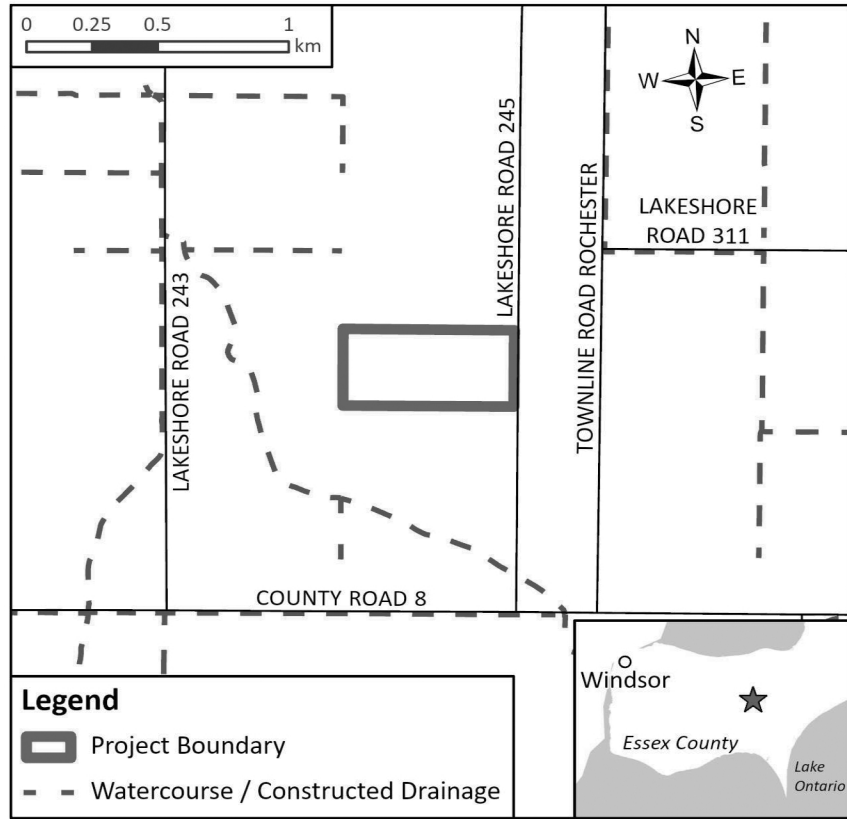 0 0.25 0.5 1
km
N
W E
S
LAKESHORE ROAD 245
TOWNLINE ROAD ROCHESTER
LAKESHORE
ROAD 311
LAKESHORE ROAD 243
COUNTY ROAD 8
Legend
Project Boundary
Watercourse / Constructed Drainage
Windsor
Essex County
Lake
Ontario